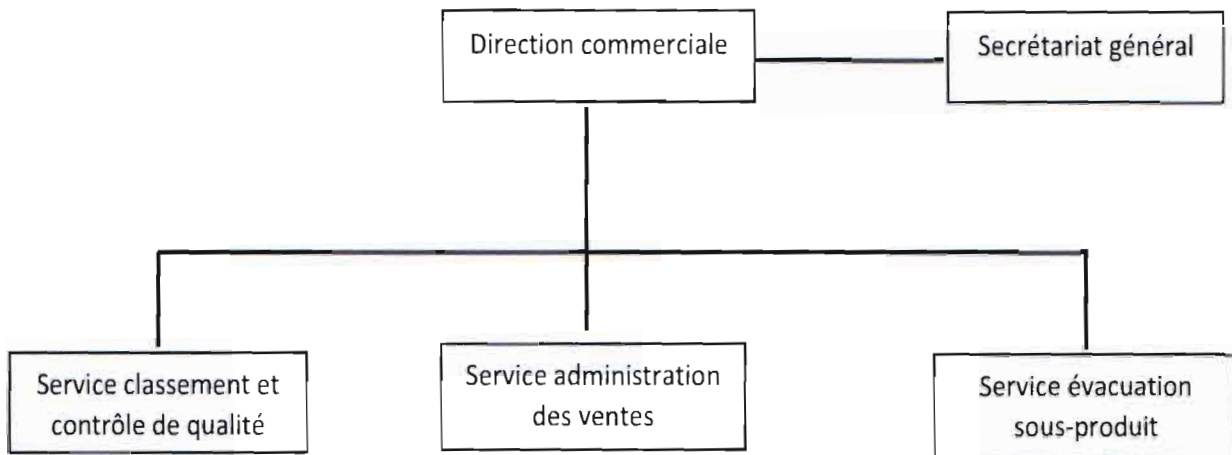 Direction commerciale
Secrétariat général
Service classement et
contrôle de qualité
Service administration
des ventes
Service évacuation
sous-produit